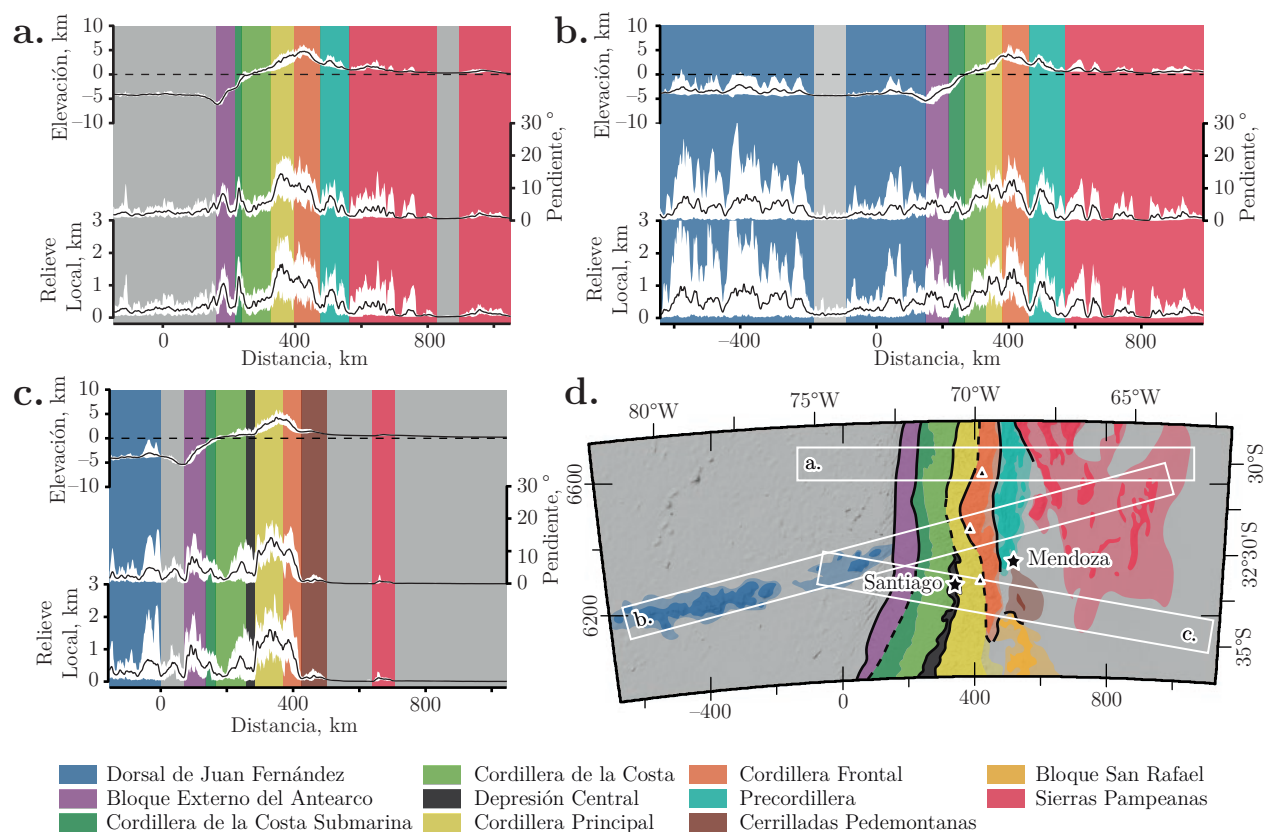 a.
Elevación, km
10
5
0
−5
−10
30
20
10
0
°
Pendiente,
Relieve
Local, km
3
2
1
0
0
400
800
Distancia, km
b.
Elevación, km
10
5
0
−5
−10
30
20
10
0
°
Pendiente,
Relieve
Local, km
3
2
1
0
−400
0
400
800
Distancia, km
c.
Elevación, km
10
5
0
−5
−10
30
20
10
0
°
Pendiente,
Relieve
Local, km
3
2
1
0
0
400
800
Distancia, km
d.
80°W
75°W
70°W
65°W
6600
6200
30°S
32°30'S
35°S
a.
b.
c.
Santiago
Mendoza
−400
0
400
800
Dorsal de Juan Fernández
Bloque Externo del Antearco
Cordillera de la Costa Submarina
Cordillera de la Costa
Depresión Central
Cordillera Principal
Cordillera Frontal
Precordillera
Cerrilladas Pedemontanas
Bloque San Rafael
Sierras Pampeanas